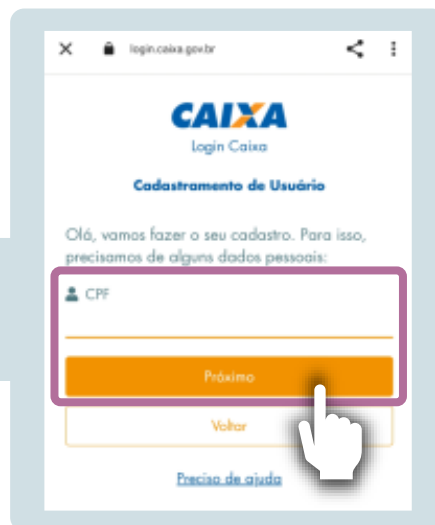 login.caixa.gov.br
CAIXA
Login Caixa
Cadastramento de Usuário
Olá, vamos fazer o seu cadastro. Para isso,
precisamos de alguns dados pessoais:
CPF
Próximo
Voltar
Preciso de ajuda